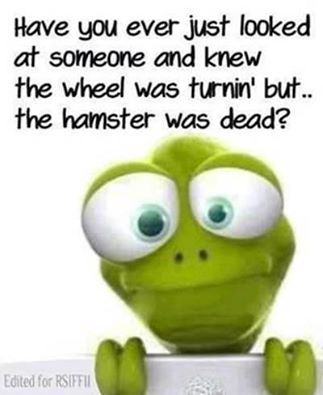 Have you ever just looked
at someone and knew
the wheel was turnin' but..
the hamster was dead?
Edited for RSIFFII